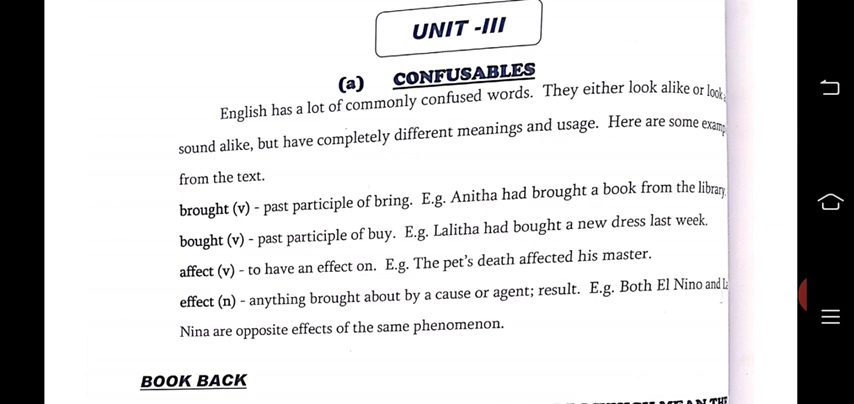 UNIT -III
(a) CONFUSABLES
English has a lot of commonly confused words. They either look alike or look
sound alike, but have completely different meanings and usage. Here are some
from the text.
brought (v) - past participle of bring. E.g. Anitha had brought a book from the library.
bought (v) - past participle of buy. E.g. Lalitha had bought a new dress last week.
affect (v) - to have an effect on. E.g. The pet's death affected his master.
effect (n) - anything brought about by a cause or agent; result. E.g. Both El Nino and
Nina are opposite effects of the same phenomenon.
BOOK BACK
THE